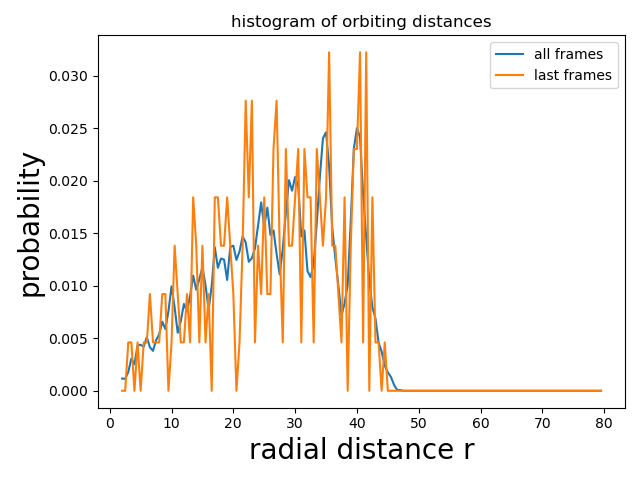 histogram of orbiting distances
all frames
last frames
probability
0.030
0.025
0.020
0.015
0.010
0.005
0.000
0 10 20 30 40 50 60 70 80
radial distance r